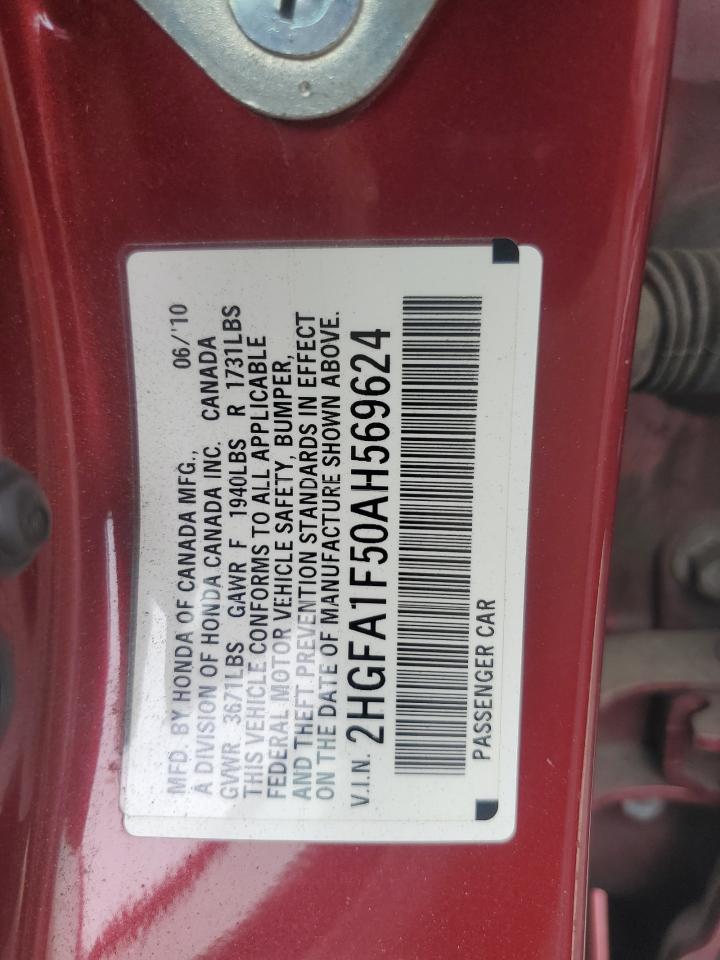 MFD. BY HONDA OF CANADA MFG., 06/'10
A DIVISION OF HONDA CANADA INC. CANADA
GVWR 3671LBS GAWR F 1940LBS R 1731LBS
THIS VEHICLE CONFORMS TO ALL APPLICABLE
FEDERAL MOTOR VEHICLE SAFETY, BUMPER,
AND THEFT PREVENTION STANDARDS IN EFFECT
ON THE DATE OF MANUFACTURE SHOWN ABOVE.
V.I.N. 2HGFA1F50AH569624
PASSENGER CAR